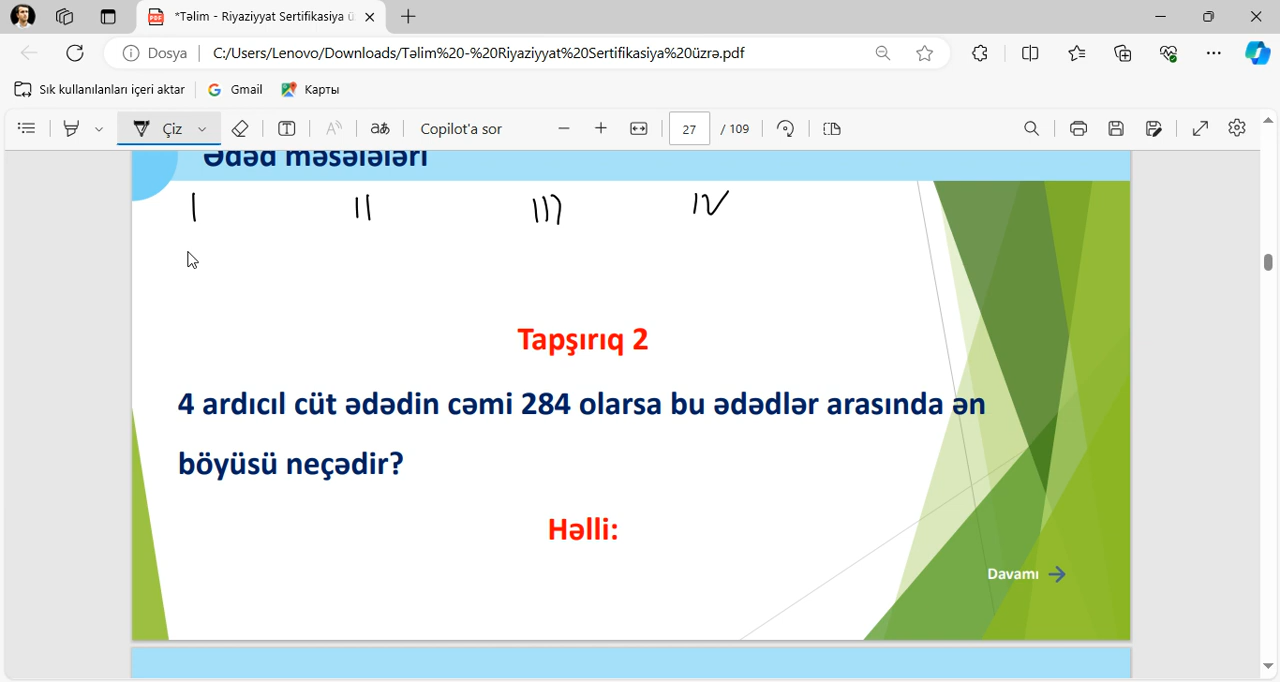 *Təlim - Riyaziyyat Sertifikasiya ü
Dosya
C:/Users/Lenovo/Downloads/Təlim%20-%20Riyaziyyat%20Sertifikasiya%20üzrə.pdf
Sık kullanılanları içeri aktar
Gmail
Карты
Çiz
aあ
Copilot'a sor
27 / 109
Ədəd məsələləri
I II III IV
Tapşırıq 2
4 ardıcıl cüt ədədin cəmi 284 olarsa bu ədədlər arasında ən
böyüsü neçədir?
Həlli:
Davamı